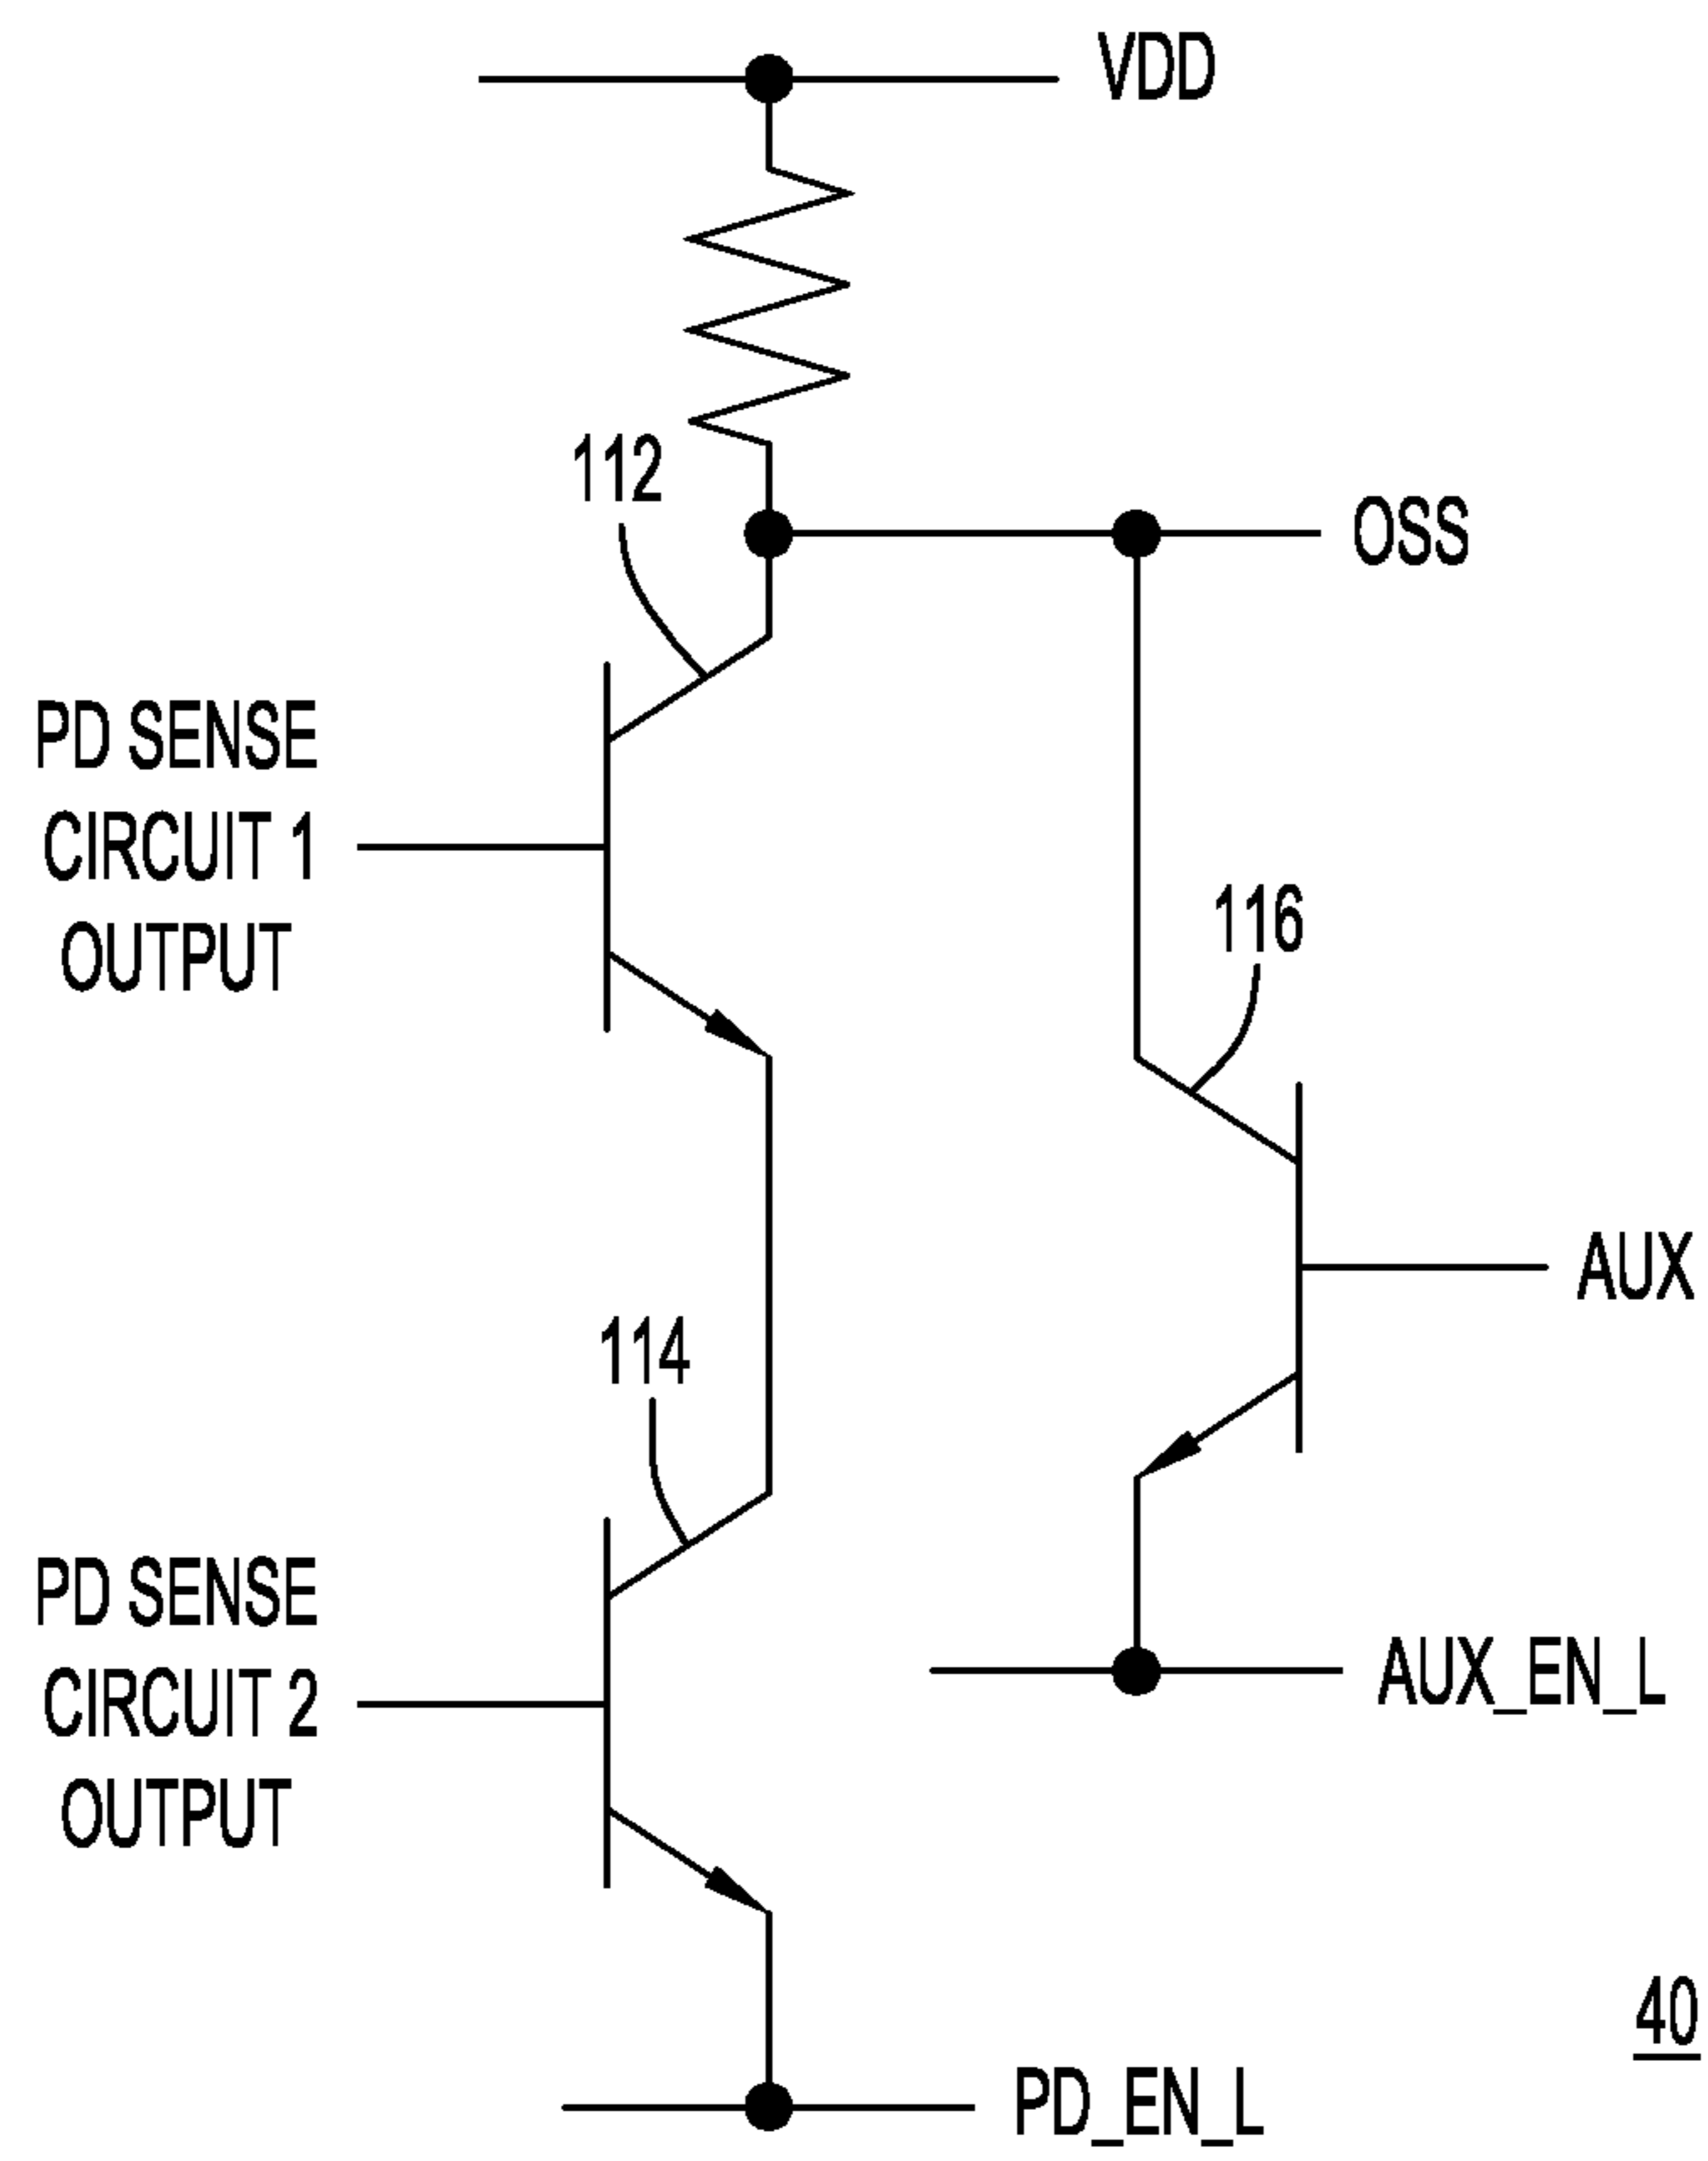 VDD
112
OSS
PD SENSE
CIRCUIT 1
OUTPUT
116
AUX
114
PD SENSE
CIRCUIT 2
OUTPUT
AUX_EN_L
40
PD_EN_L